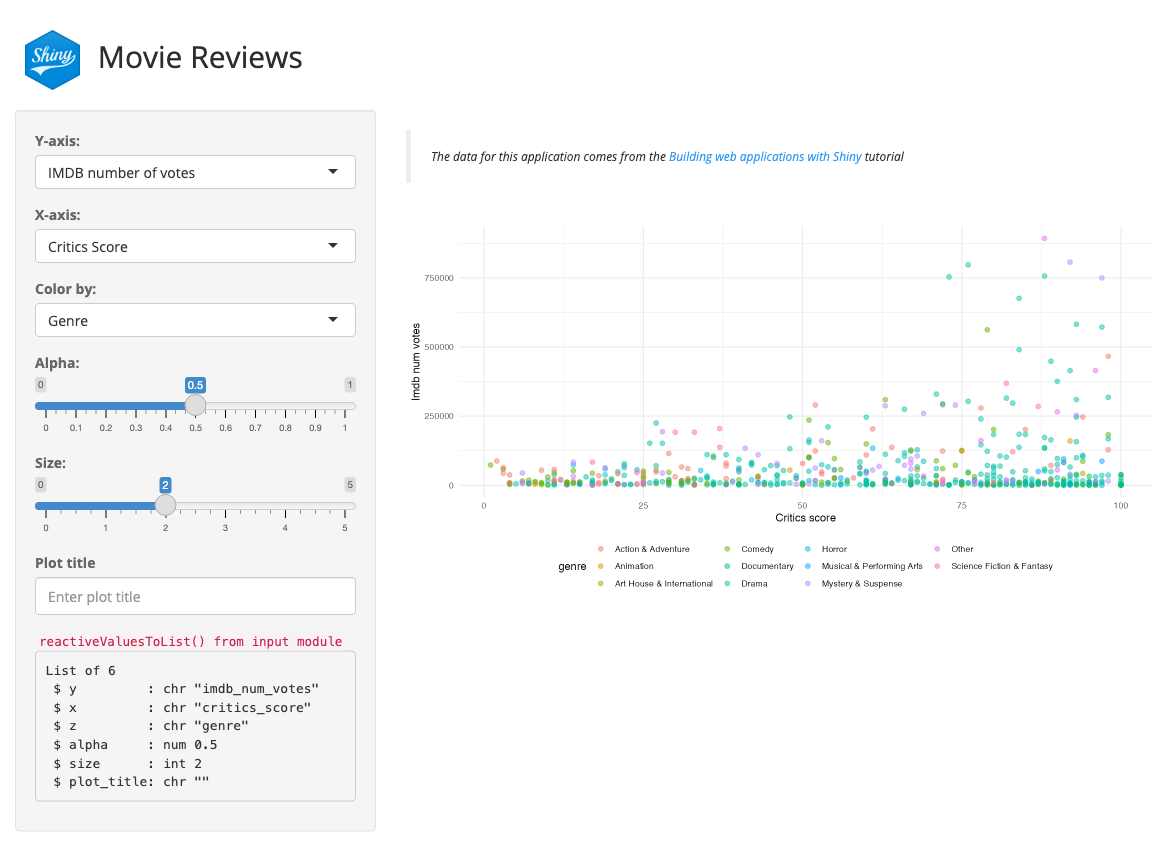 Shiny
Movie Reviews
Y-axis:
IMDB number of votes
X-axis:
Critics Score
Color by:
Genre
Alpha:
0 0.5 1
0 0.1 0.2 0.3 0.4 0.5 0.6 0.7 0.8 0.9 1
Size:
0 2 5
0 1 2 3 4 5
Plot title
Enter plot title
reactiveValuesToList() from input module
List of 6
 $ y         : chr "imdb_num_votes"
 $ x         : chr "critics_score"
 $ z         : chr "genre"
 $ alpha     : num 0.5
 $ size      : int 2
 $ plot_title: chr ""
The data for this application comes from the Building web applications with Shiny tutorial
Imdb num votes
750000
500000
250000
0
0 25 50 75 100
Critics score
genre
Action & Adventure Comedy Horror Other
Animation Documentary Musical & Performing Arts Science Fiction & Fantasy
Art House & International Drama Mystery & Suspense